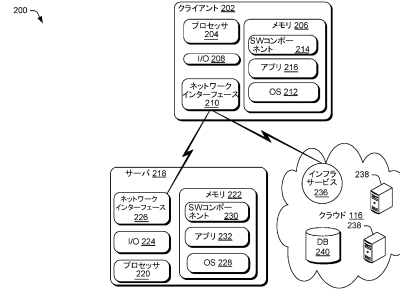 200
クライアント 202
プロセッサ
204
I/O 208
ネットワーク
インターフェース
210
メモリ 206
SWコンポー
ネント 214
アプリ 216
OS 212
サーバ 218
ネットワーク
インターフェース
226
I/O 224
プロセッサ
220
メモリ 222
SWコンポー
ネント 230
アプリ 232
OS 228
インフラ
サービス
236
238
クラウド 116
238
DB
240